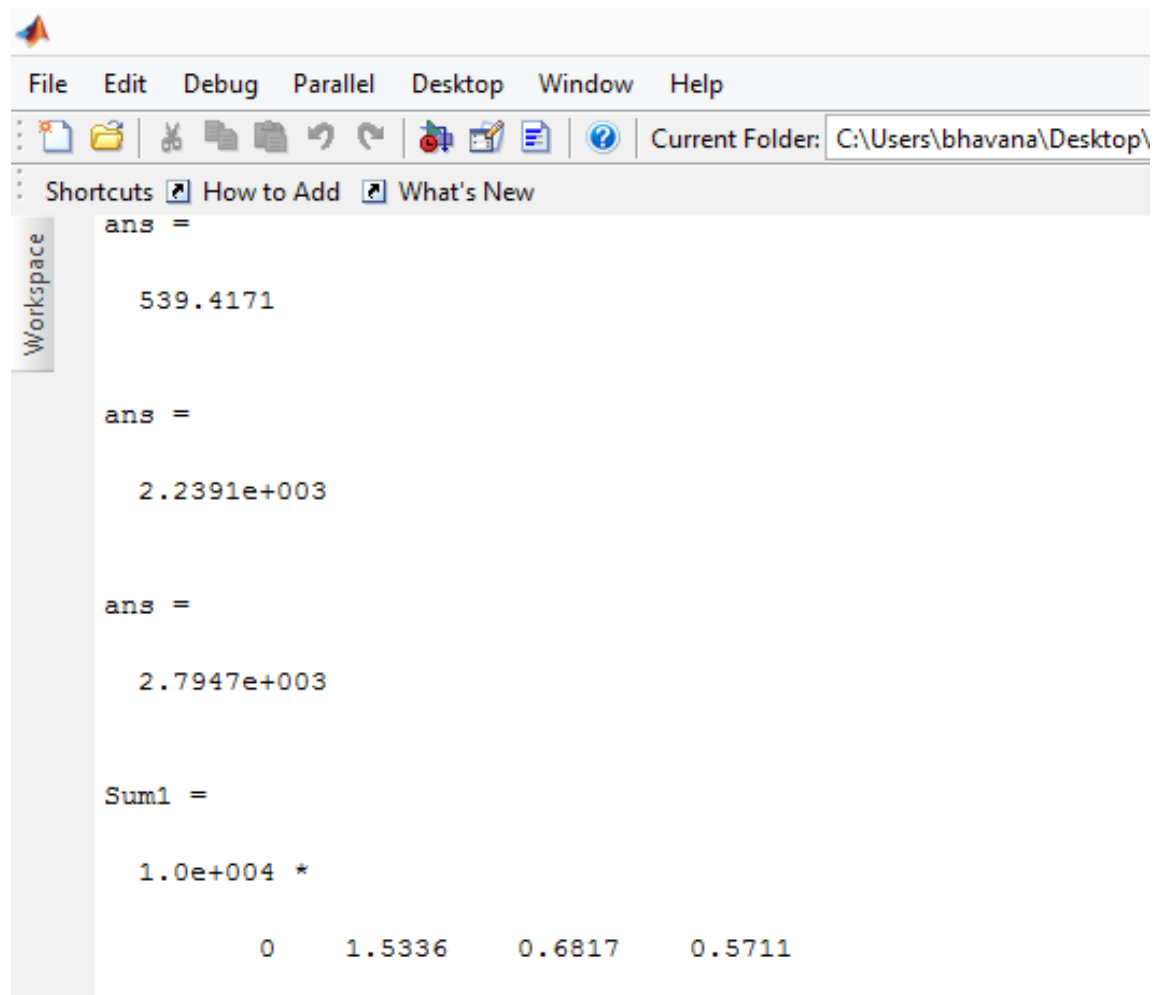 File Edit Debug Parallel Desktop Window Help
Current Folder: C:\Users\bhavana\Desktop\
Shortcuts How to Add What's New
Workspace
ans =
539.4171
ans =
2.2391e+003
ans =
2.7947e+003
Sum1 =
1.0e+004 *
0 1.5336 0.6817 0.5711